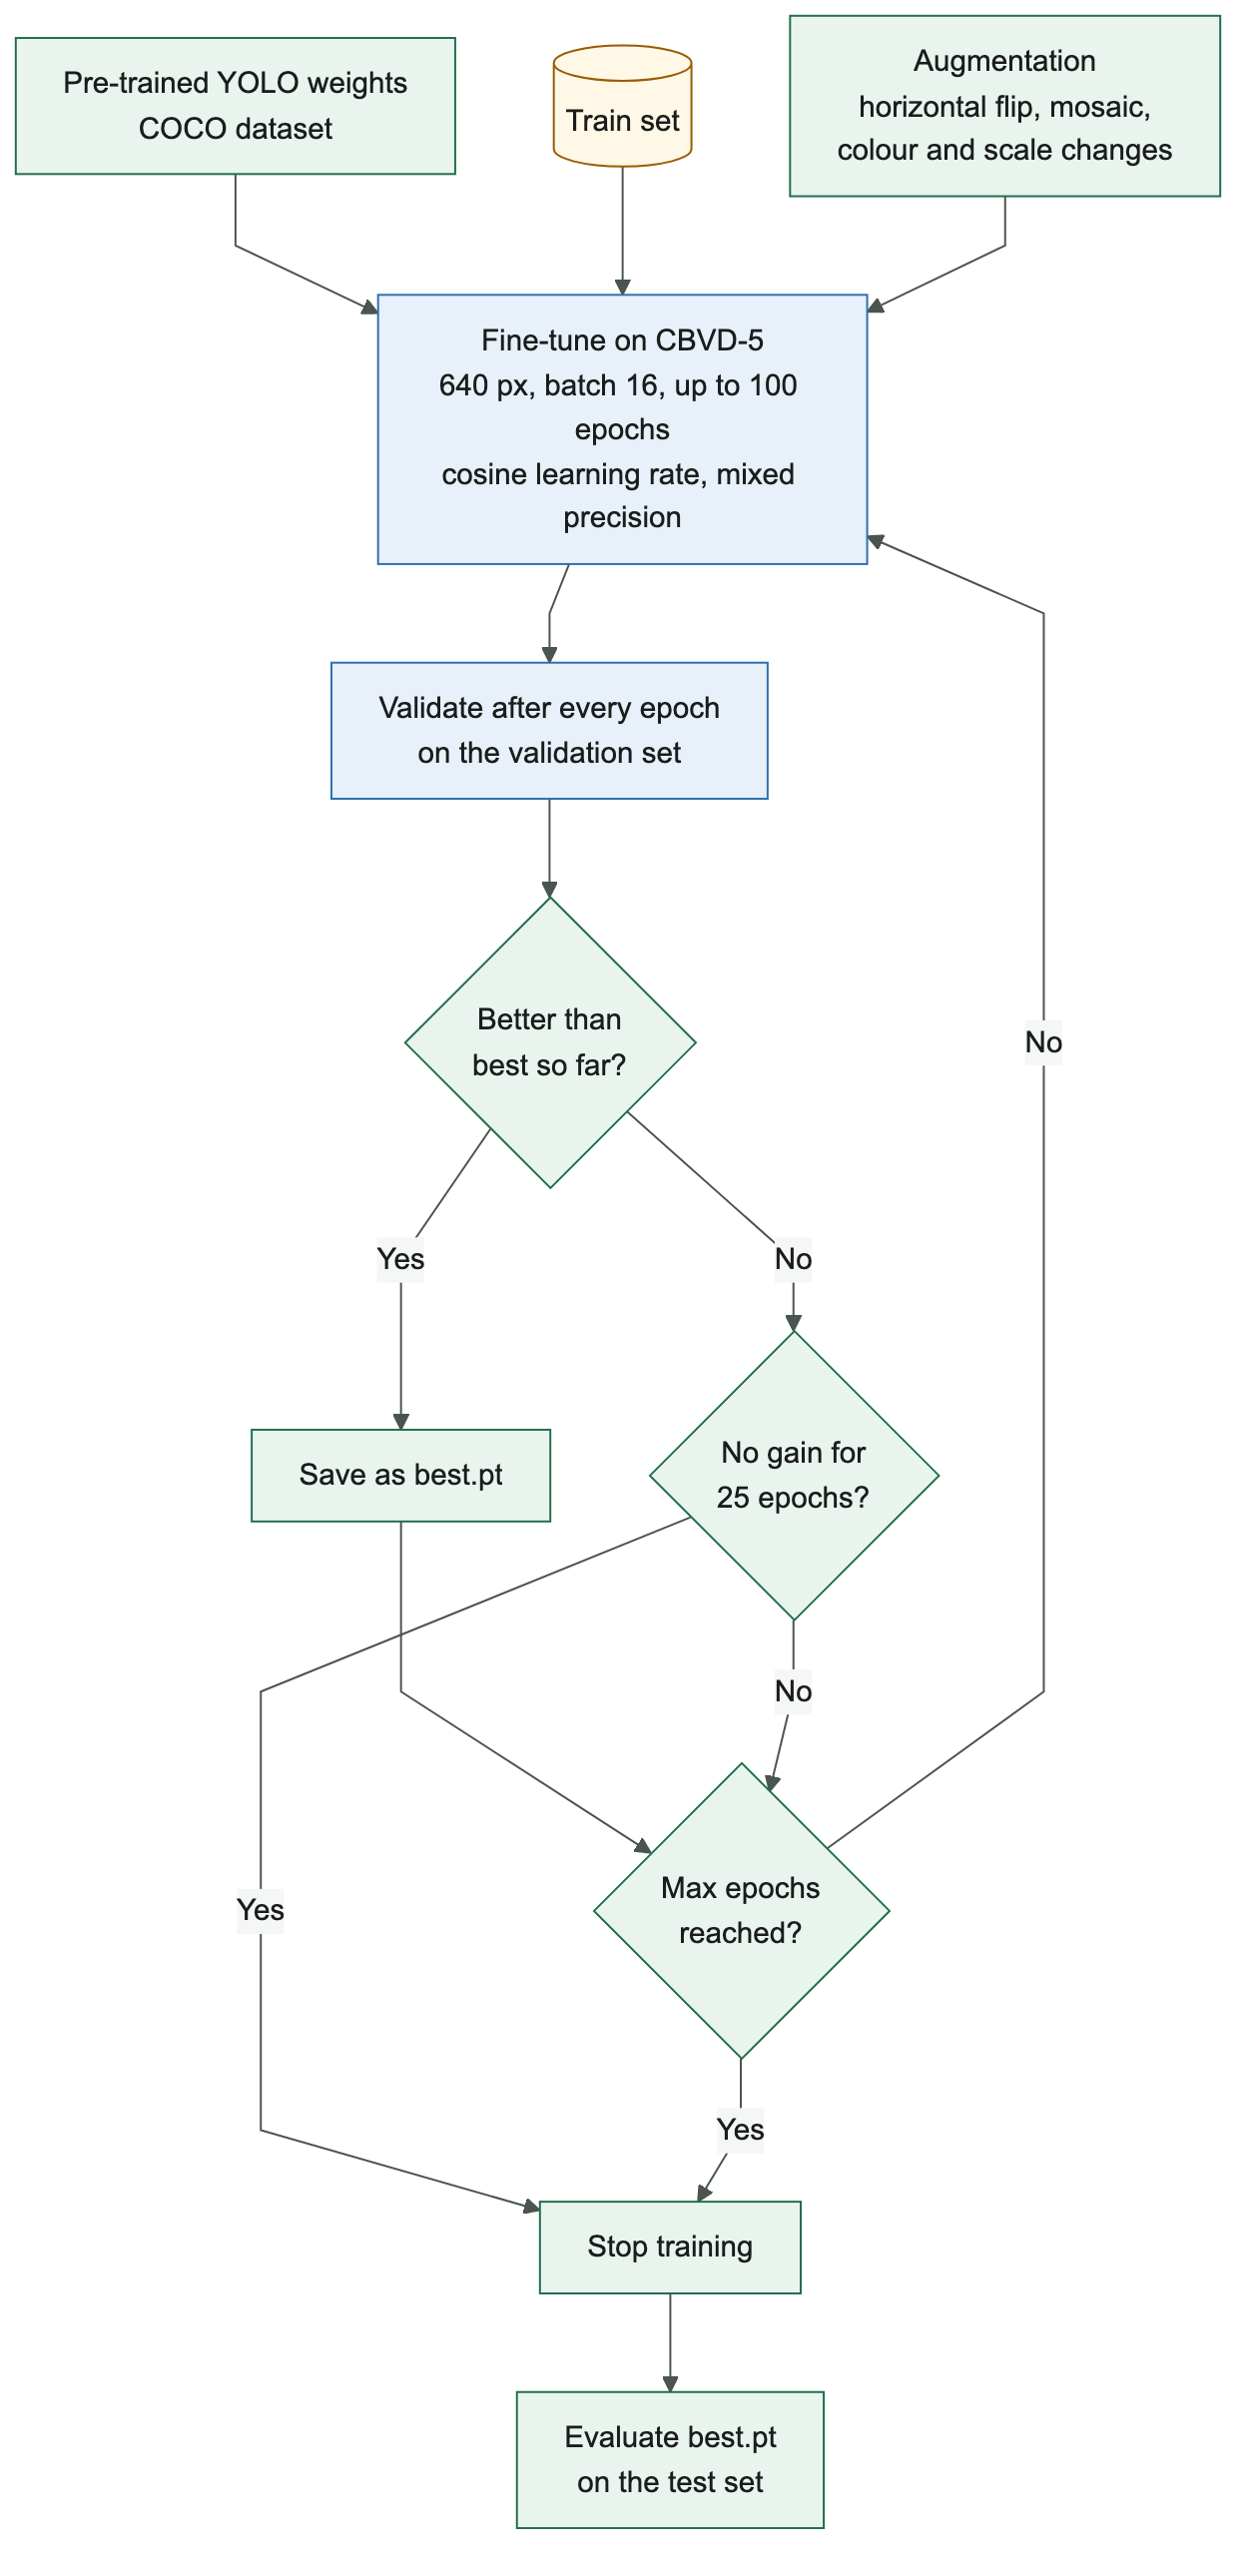 Pre-trained YOLO weights
COCO dataset
Train set
Augmentation
horizontal flip, mosaic,
colour and scale changes
Fine-tune on CBVD-5
640 px, batch 16, up to 100
epochs
cosine learning rate, mixed
precision
Validate after every epoch
on the validation set
Better than
best so far?
No
Yes
No
No gain for
25 epochs?
Save as best.pt
No
Max epochs
reached?
Yes
Yes
Stop training
Evaluate best.pt
on the test set